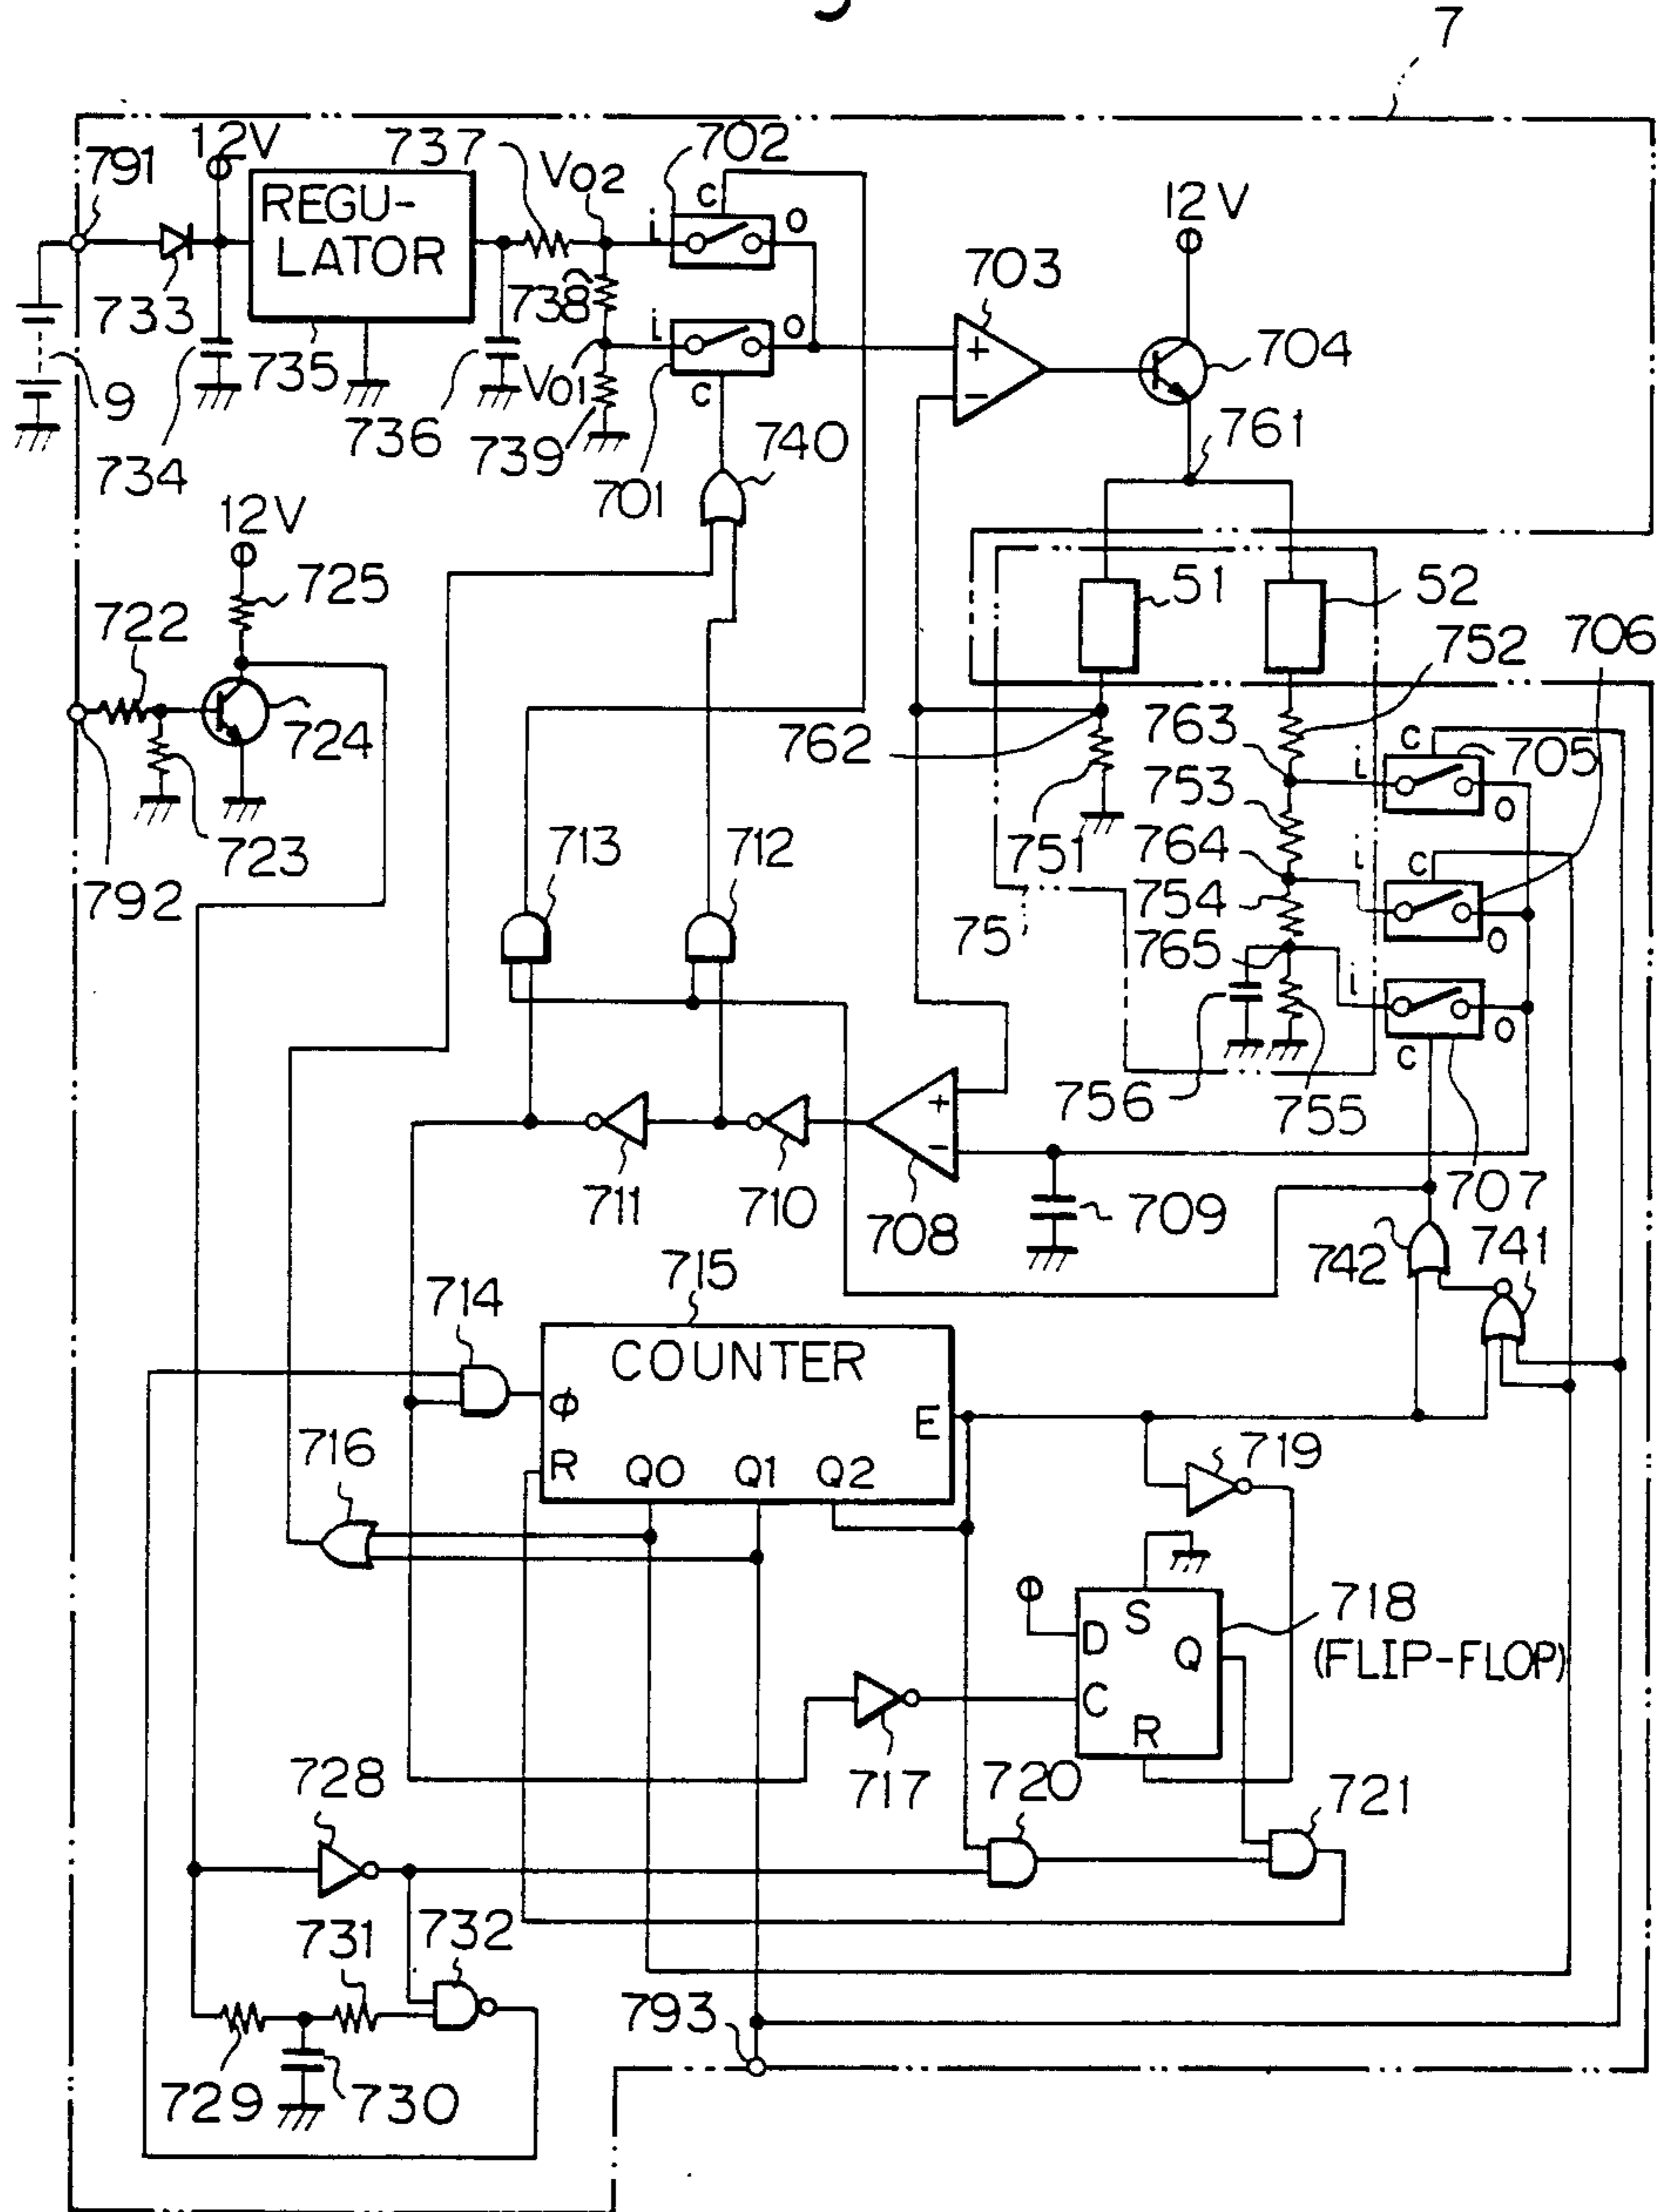 7
791
12V
737
VO2
702
C
REGU-
LATOR
i
O
12V
733
738
703
+
−
i
O
9
734
735
736
VO1
739
701
C
740
704
761
12V
725
722
724
723
792
51
52
752
706
762
763
C
i
705
O
713
712
751
753
764
i
C
75
754
765
O
i
O
C
756
755
711
710
+
−
708
709
707
742
741
714
715
COUNTER
ϕ
E
R
Q0
Q1
Q2
716
719
S
D
Q
C
R
718
(FLIP-FLOP)
717
728
720
721
731
732
793
729
730